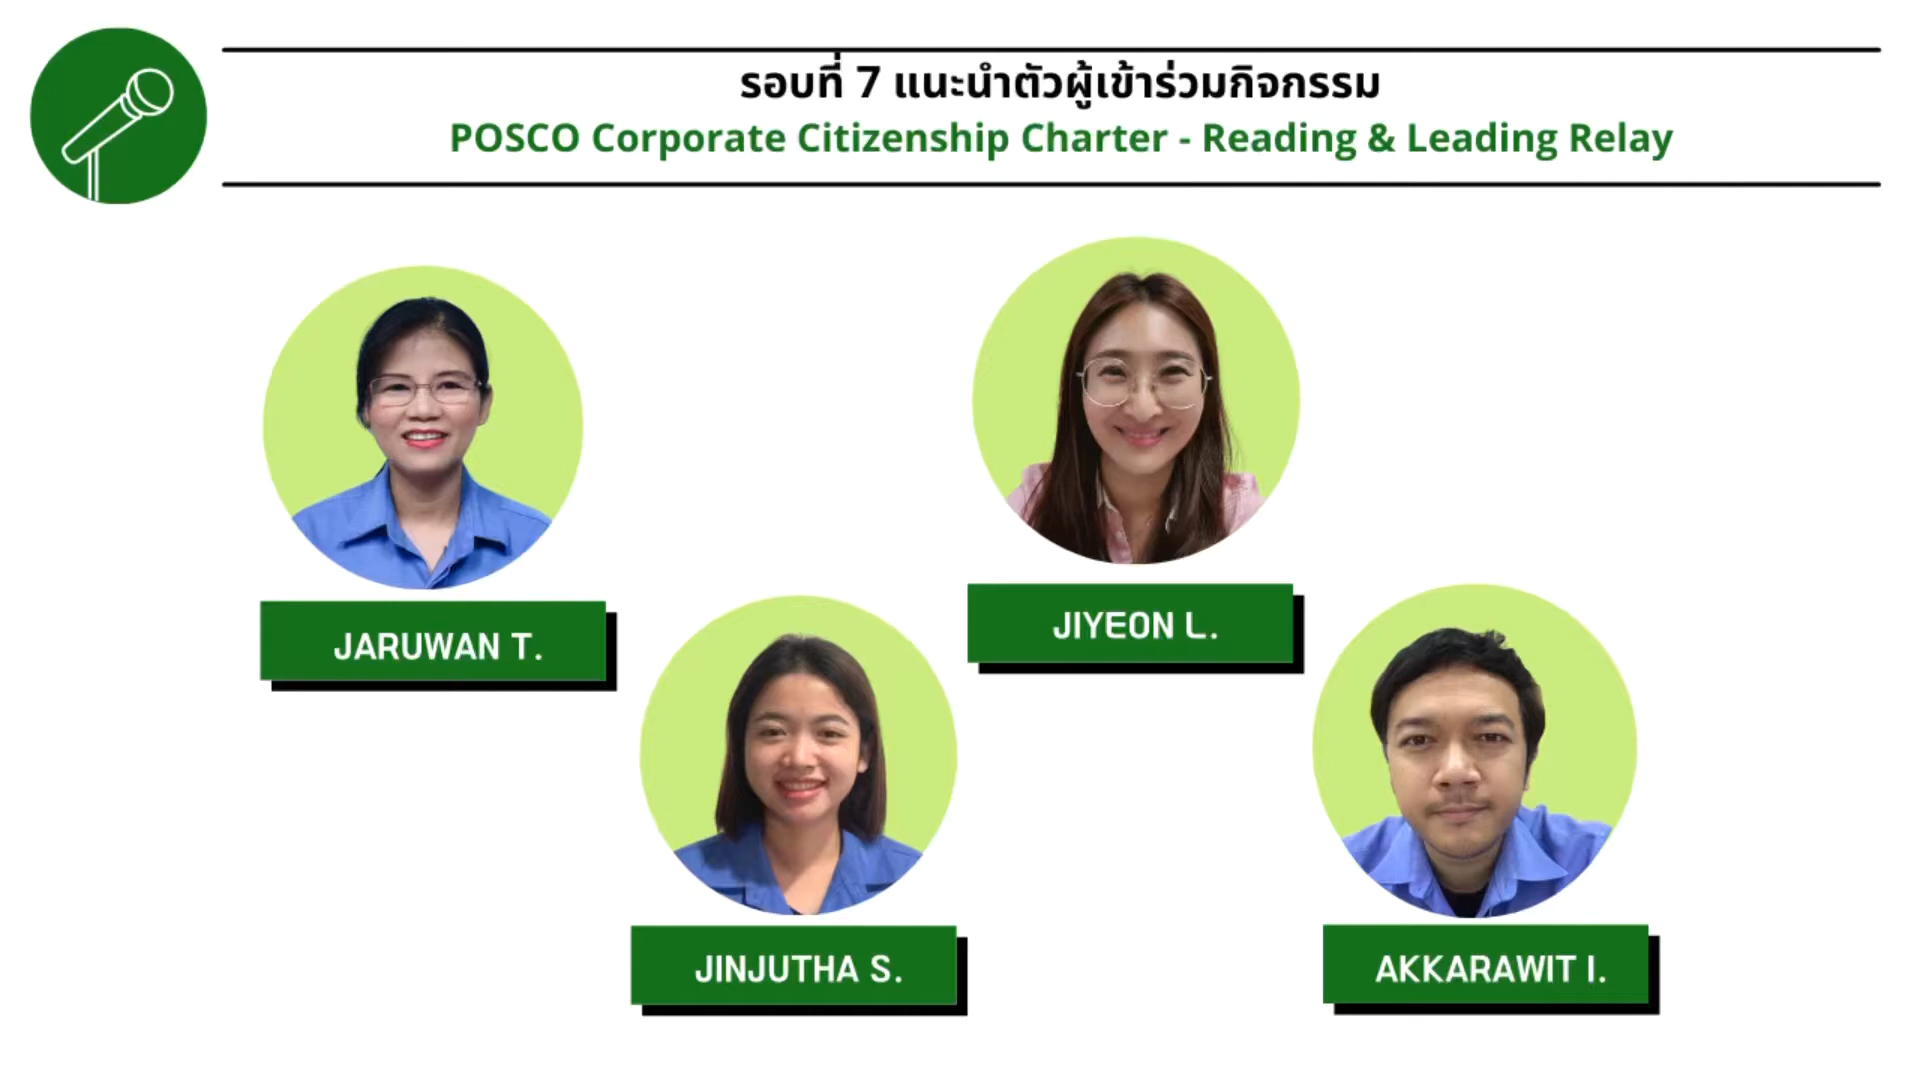 รอบที่ 7 แนะนำตัวผู้เข้าร่วมกิจกรรม
POSCO Corporate Citizenship Charter - Reading & Leading Relay
JARUWAN T.
JIYEON L.
JINJUTHA S.
AKKARAWIT I.